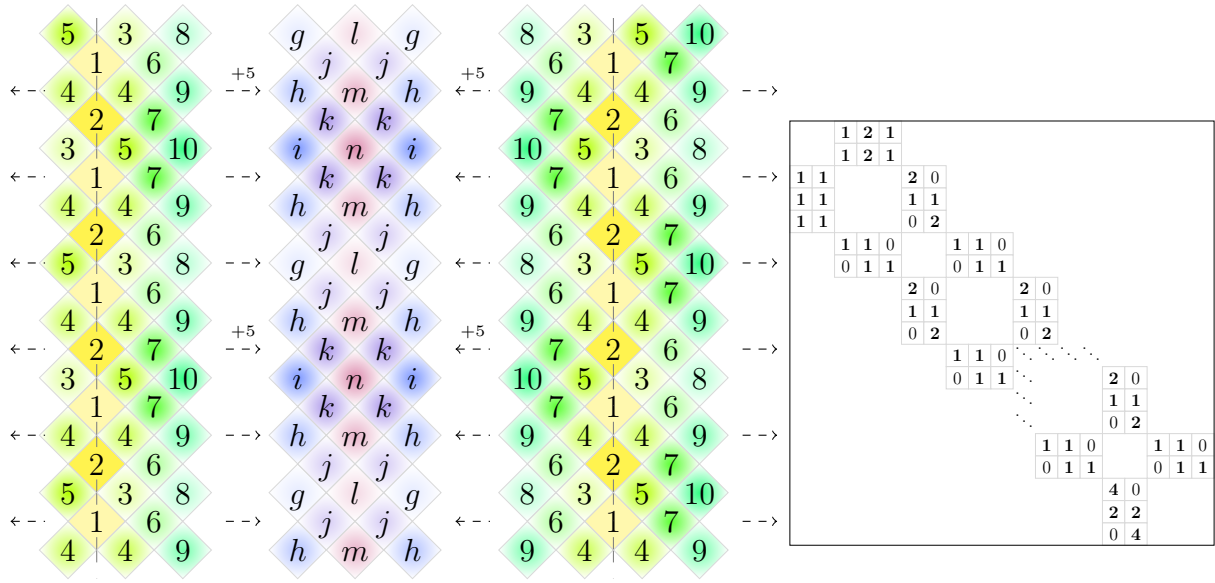 5 3 8 g l g 8 3 5 10
1 6 j j 6 1 7
+5 +5
4 4 9 h m h 9 4 4 9
2 7 k k 7 2 6
3 5 10 i n i 10 5 3 8
1 7 k k 7 1 6
4 4 9 h m h 9 4 4 9
2 6 j j 6 2 7
5 3 8 g l g 8 3 5 10
1 6 j j 6 1 7
+5 +5
4 4 9 h m h 9 4 4 9
2 7 k k 7 2 6
3 5 10 i n i 10 5 3 8
1 7 k k 7 1 6
4 4 9 h m h 9 4 4 9
2 6 j j 6 2 7
5 3 8 g l g 8 3 5 10
1 6 j j 6 1 7
4 4 9 h m h 9 4 4 9
1 2 1
1 2 1
1 1 2 0
1 1 1 1
1 1 0 2
1 1 0 1 1 0
0 1 1 0 1 1
2 0 2 0
1 1 1 1
0 2 0 2
1 1 0
0 1 1
2 0
1 1
0 2
1 1 0 1 1 0
0 1 1 0 1 1
4 0
2 2
0 4